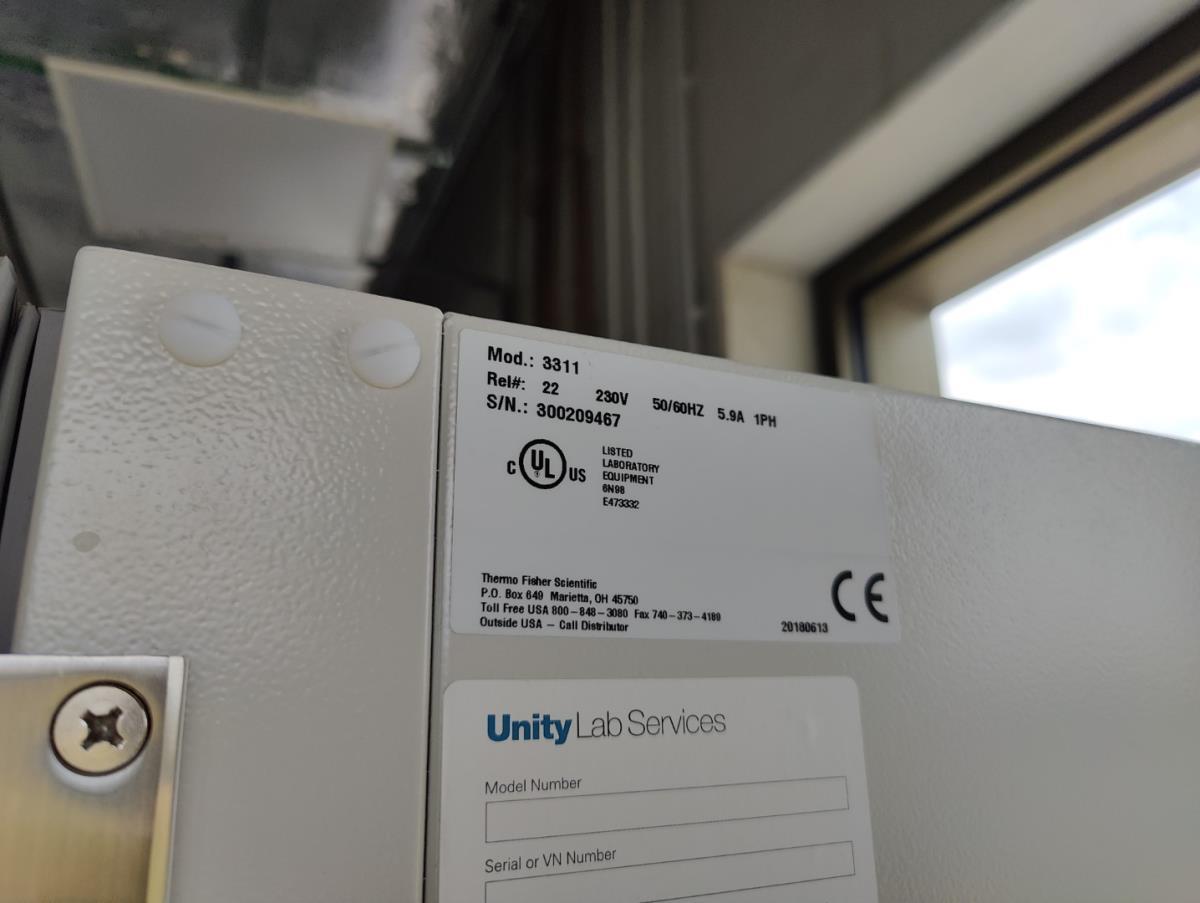 Mod.: 3311
Rel#: 22 230V 50/60HZ 5.9A 1PH
S/N.: 300209467
C UL US
LISTED
LABORATORY
EQUIPMENT
6N98
E473332
Thermo Fisher Scientific
P.O. Box 649 Marietta, OH 45750
Toll Free USA 800-848-3080 Fax 740-373-4189
Outside USA - Call Distributor
20180613
CE
Unity Lab Services
Model Number
Serial or VN Number